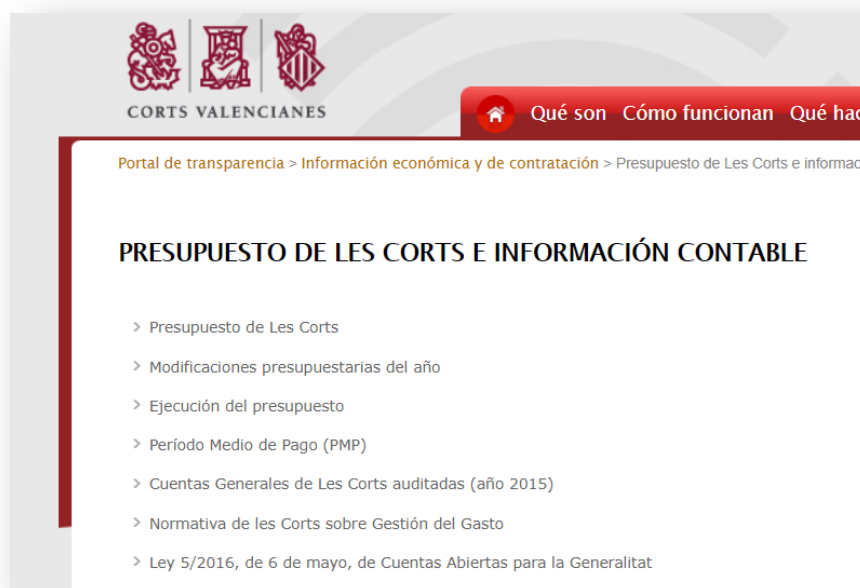 CORTS VALENCIANES
Qué son Cómo funcionan Qué
Portal de transparencia > Información económica y de contratación > Presupuesto de Les Corts e
PRESUPUESTO DE LES CORTS E INFORMACIÓN CONTABLE
> Presupuesto de Les Corts
> Modificaciones presupuestarias del año
> Ejecución del presupuesto
> Período Medio de Pago (PMP)
> Cuentas Generales de Les Corts auditadas (año 2015)
> Normativa de les Corts sobre Gestión del Gasto
> Ley 5/2016, de 6 de mayo, de Cuentas Abiertas para la Generalitat